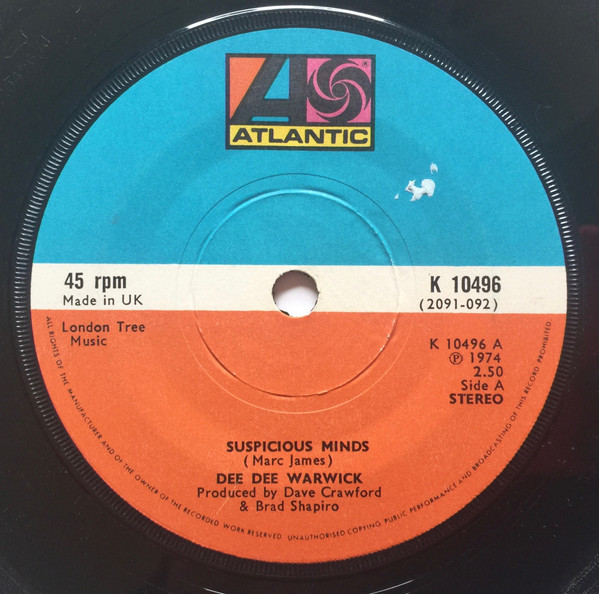 ATLANTIC
45 rpm
Made in UK
K 10496
(2091-092)
London Tree
Music
K 10496 A
℗ 1974
2.50
Side A
STEREO
SUSPICIOUS MINDS
(Marc James)
DEE DEE WARWICK
Produced by Dave Crawford
& Brad Shapiro
ALL RIGHTS OF THE MANUFACTURER AND OF THE OWNER OF THE RECORDED WORK RESERVED. UNAUTHORISED COPYING PUBLIC PERFORMANCE AND BROADCASTING OF THIS RECORD PROHIBITED